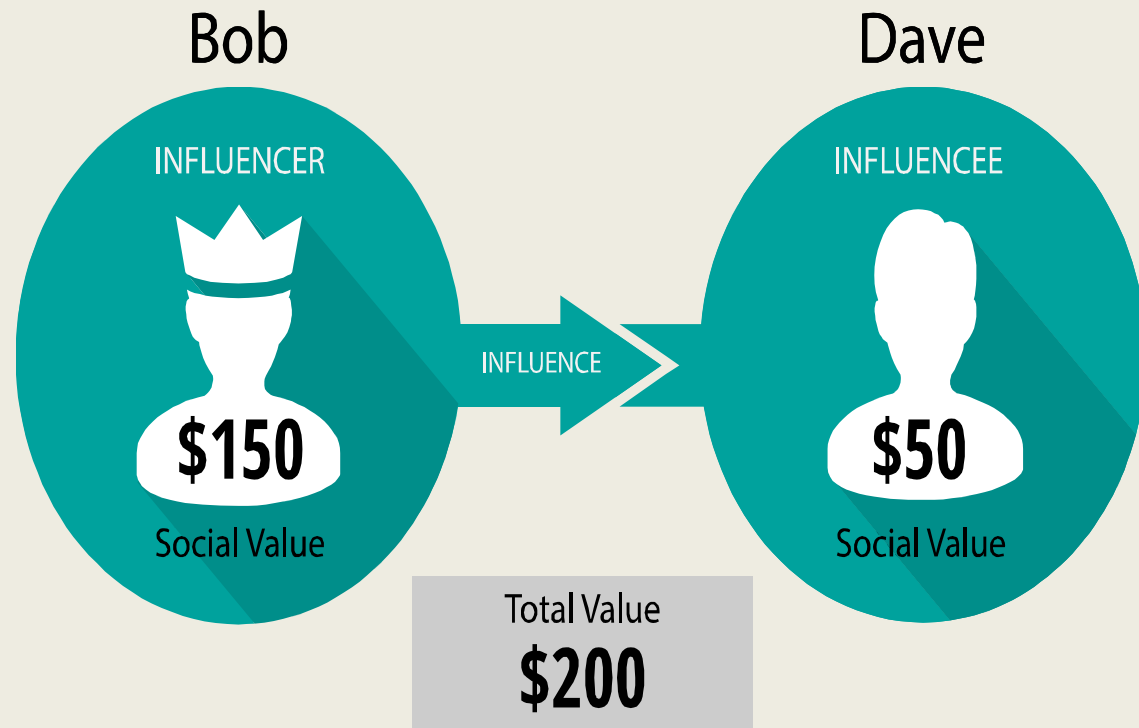 Bob
Dave
INFLUENCER
INFLUENCEE
INFLUENCE
$150
$50
Social Value
Social Value
Total Value
$200